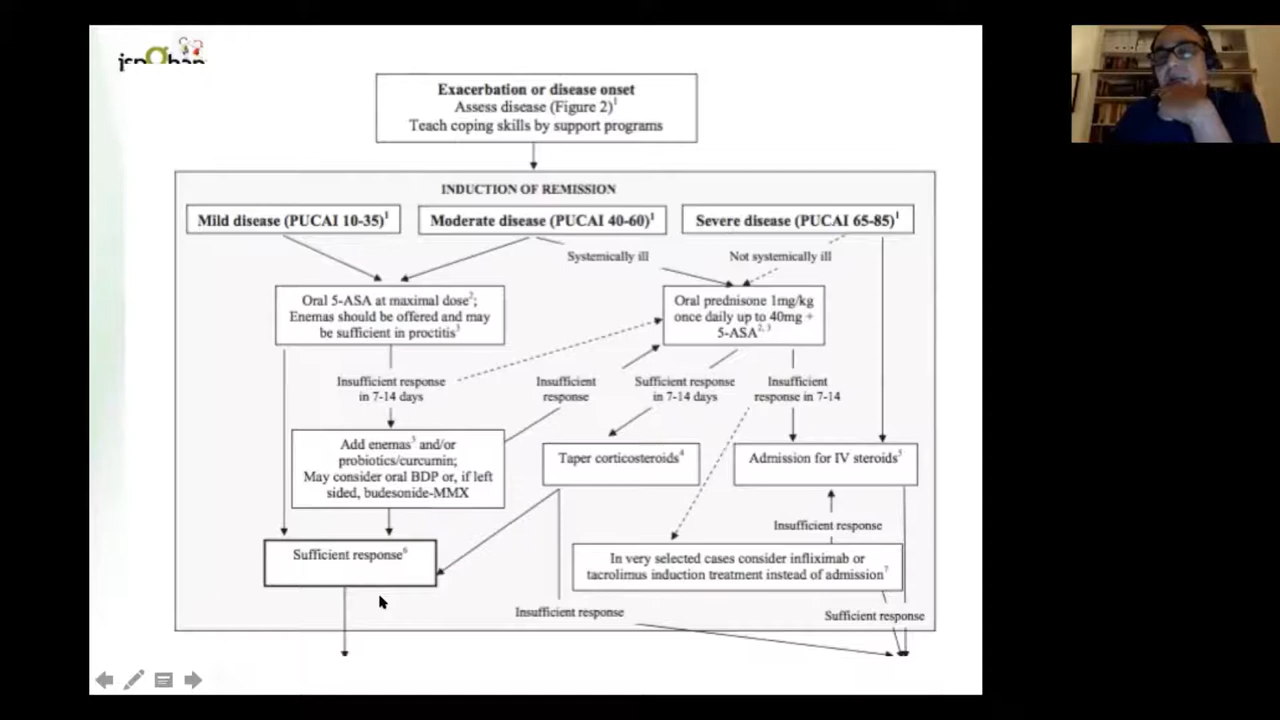 Exacerbation or disease onset
Assess disease (Figure 2)1
Teach coping skills by support programs
INDUCTION OF REMISSION
Mild disease (PUCAI 10-35)1
Moderate disease (PUCAI 40-60)1
Severe disease (PUCAI 65-85)1
Systemically ill
Not systemically ill
Oral 5-ASA at maximal dose2;
Enemas should be offered and may
be sufficient in proctitis3
Oral prednisone 1mg/kg
once daily up to 40mg +
5-ASA2, 3
Insufficient response
in 7-14 days
Insufficient
response
Sufficient response
in 7-14 days
Insufficient
response in 7-14
Add enemas3 and/or
probiotics/curcumin;
May consider oral BDP or, if left
sided, budesonide-MMX
Taper corticosteroids4
Admission for IV steroids5
Insufficient response
Sufficient response6
In very selected cases consider infliximab or
tacrolimus induction treatment instead of admission7
Insufficient response
Sufficient response